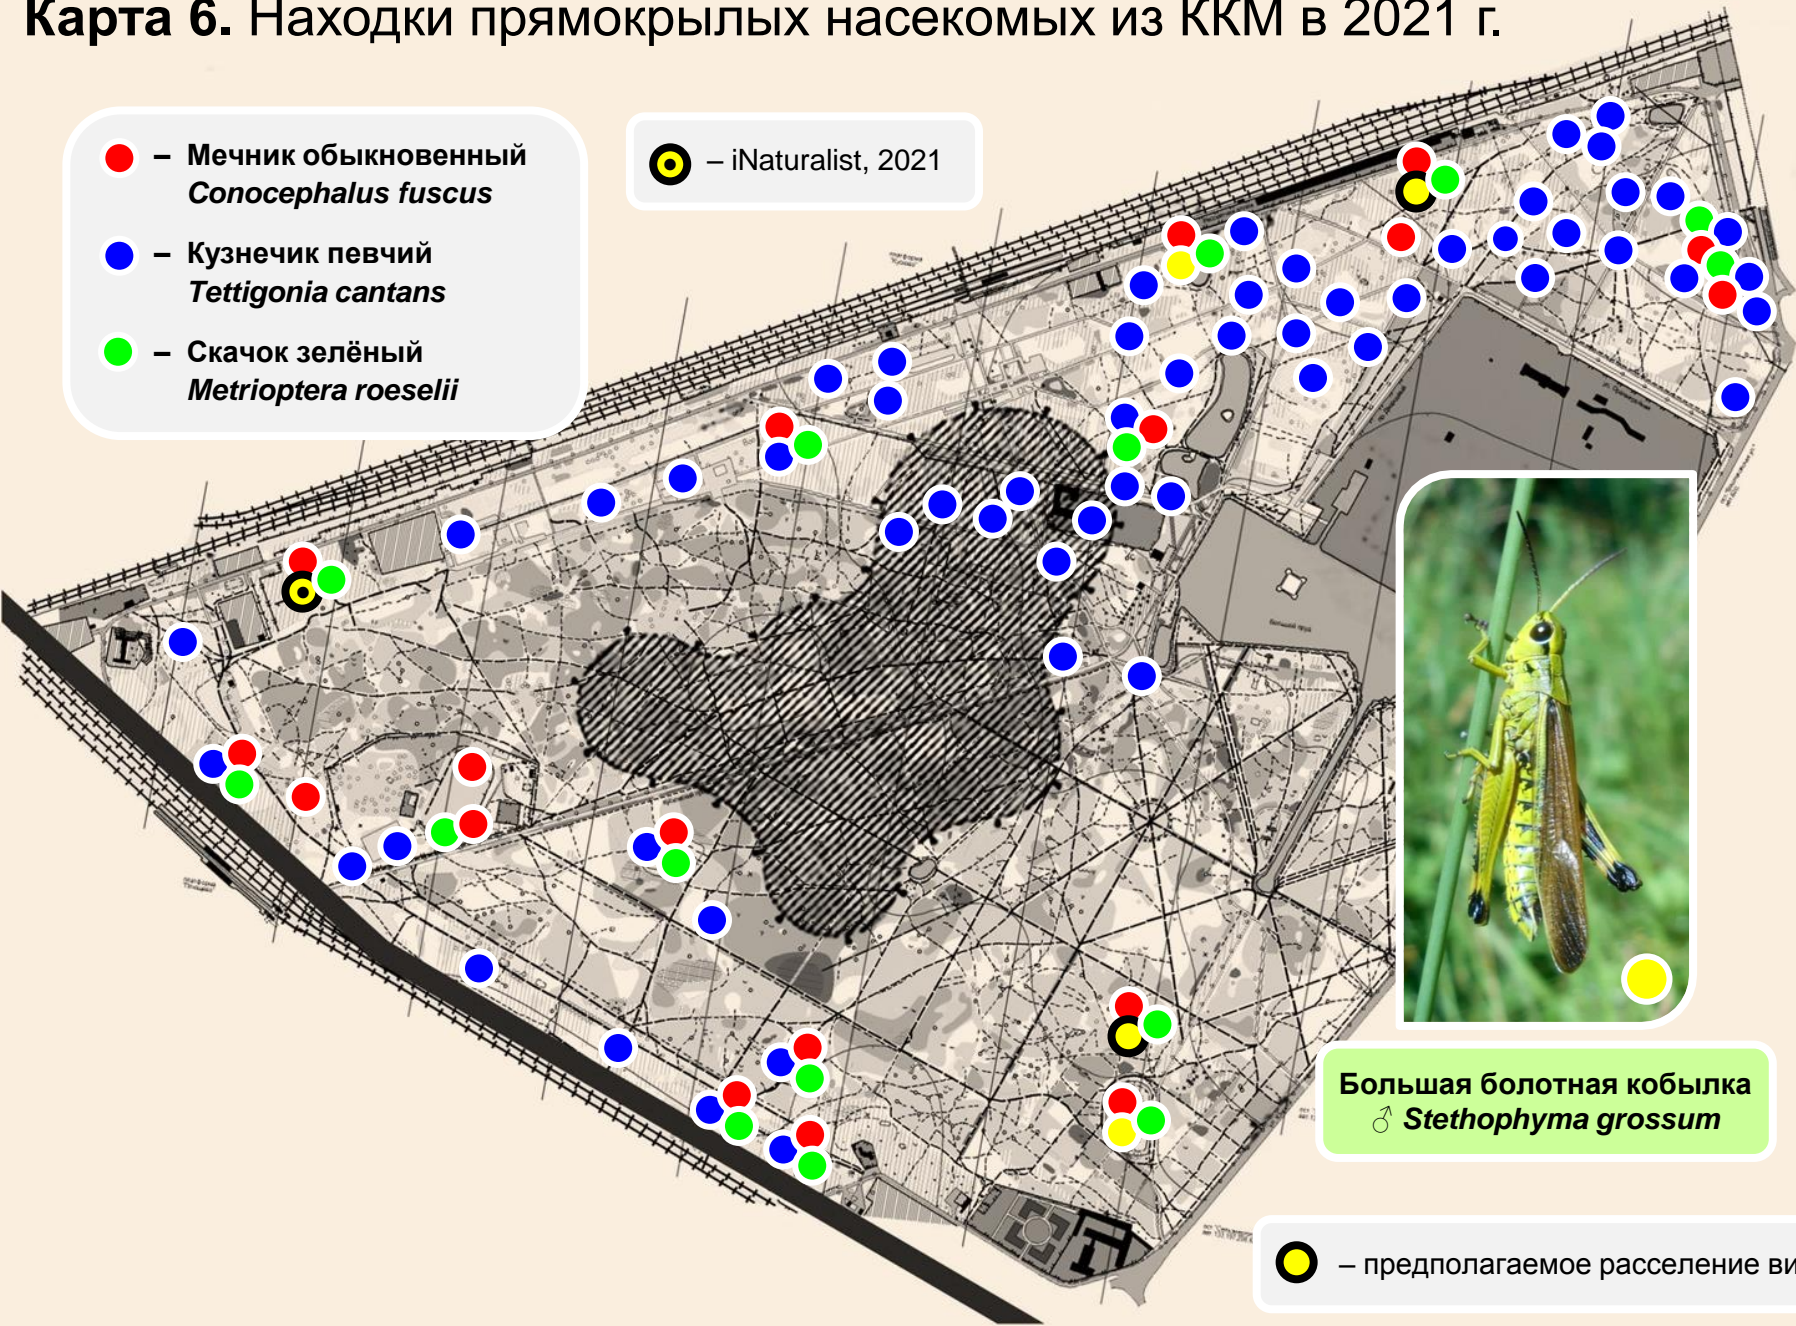 Карта 6. Находки прямокрылых насекомых из ККМ в 2021 г.
– Мечник обыкновенный
Conocephalus fuscus
– Кузнечик певчий
Tettigonia cantans
– Скачок зелёный
Metrioptera roeselii
– iNaturalist, 2021
Большая болотная кобылка
♂ Stethophyma grossum
– предполагаемое расселение ви